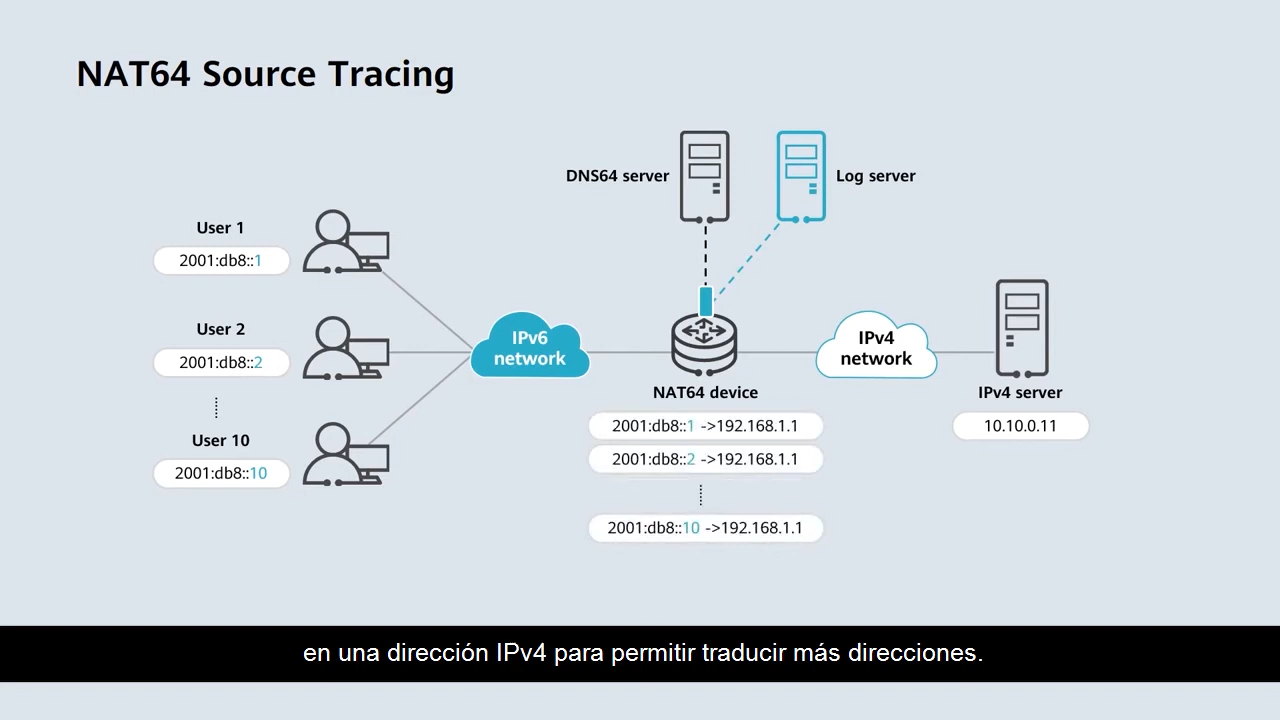 NAT64 Source Tracing
DNS64 server
Log server
User 1
2001:db8::1
User 2
2001:db8::2
User 10
2001:db8::10
IPv6
network
NAT64 device
2001:db8::1 ->192.168.1.1
2001:db8::2 ->192.168.1.1
2001:db8::10 ->192.168.1.1
IPv4
network
IPv4 server
10.10.0.11
en una dirección IPv4 para permitir traducir más direcciones.